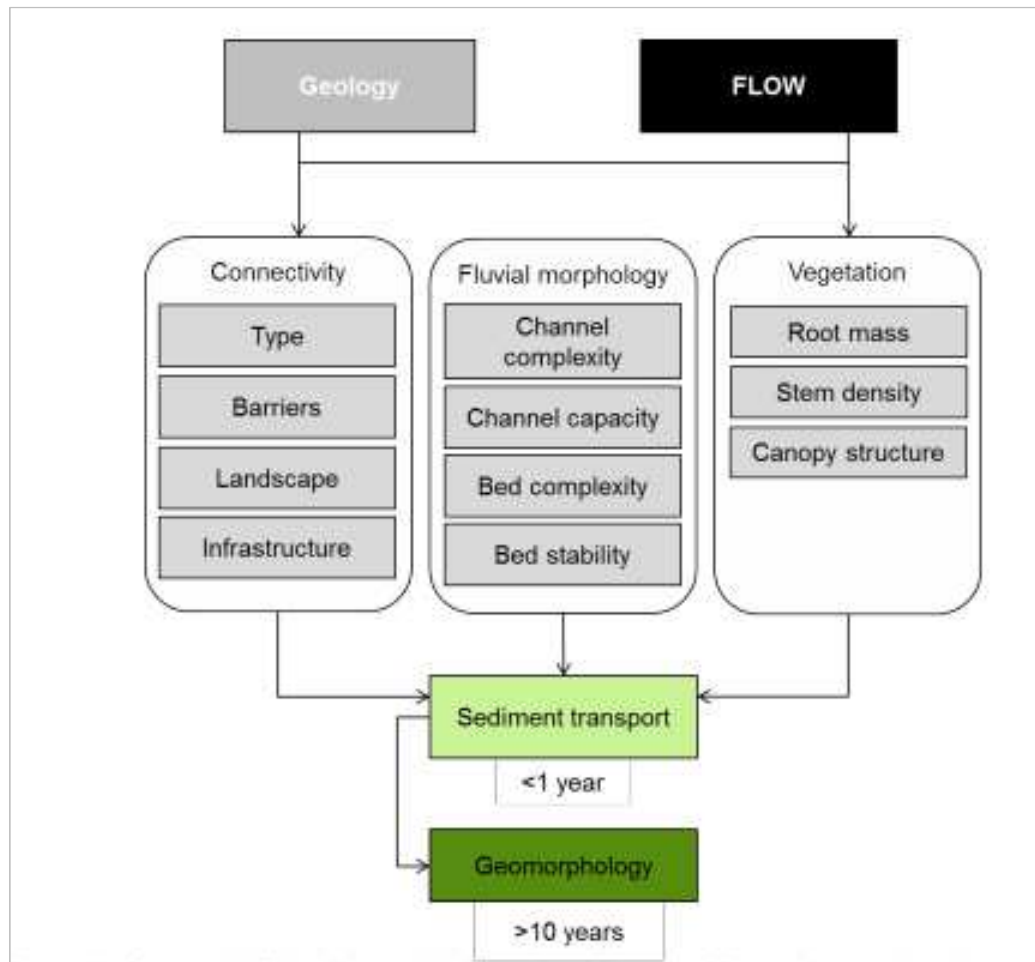 Geology
FLOW
Connectivity
Type
Barriers
Landscape
Infrastructure
Fluvial morphology
Channel
complexity
Channel capacity
Bed complexity
Bed stability
Vegetation
Root mass
Stem density
Canopy structure
Sediment transport
<1 year
Geomorphology
>10 years